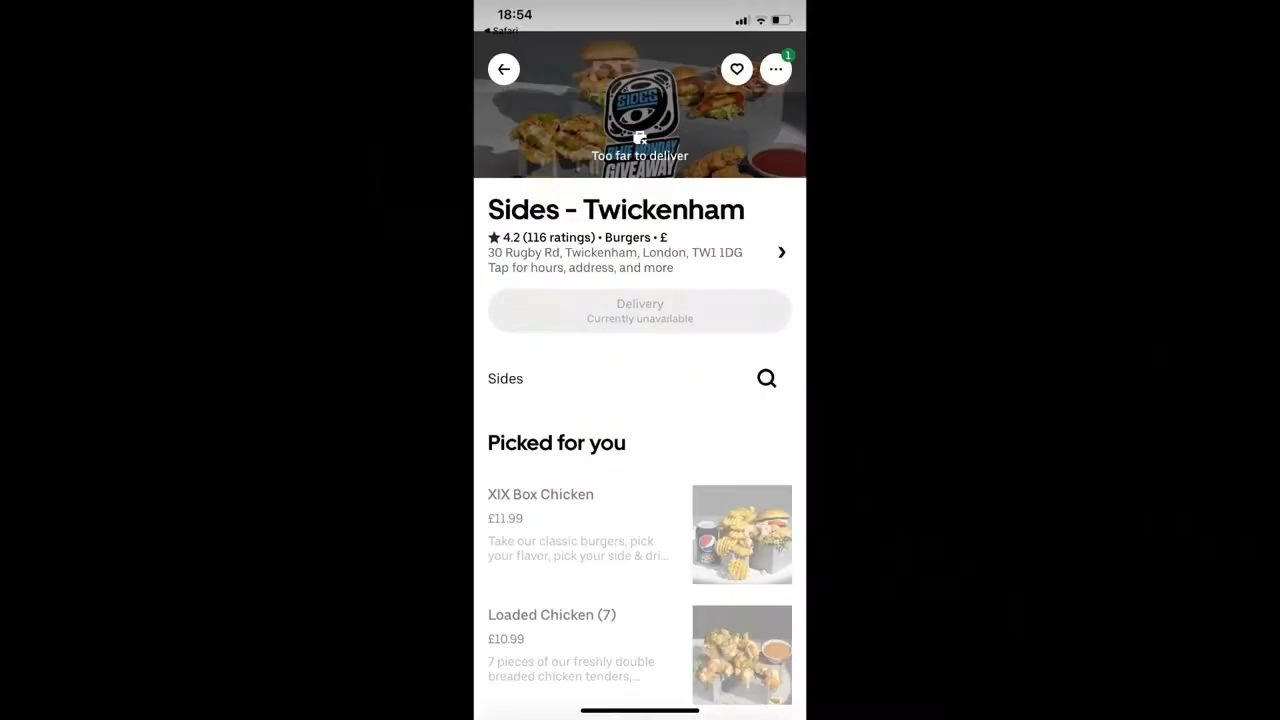 18:54
Safari
1
SIDES
Too far to deliver
BLUE MONDAY
GIVEAWAY
Sides - Twickenham
4.2 (116 ratings) • Burgers • £
30 Rugby Rd, Twickenham, London, TW1 1DG
Tap for hours, address, and more
Delivery
Currently unavailable
Sides
Picked for you
XIX Box Chicken
£11.99
Take our classic burgers, pick
your flavor, pick your side & dri...
Loaded Chicken (7)
£10.99
7 pieces of our freshly double
breaded chicken tenders,...